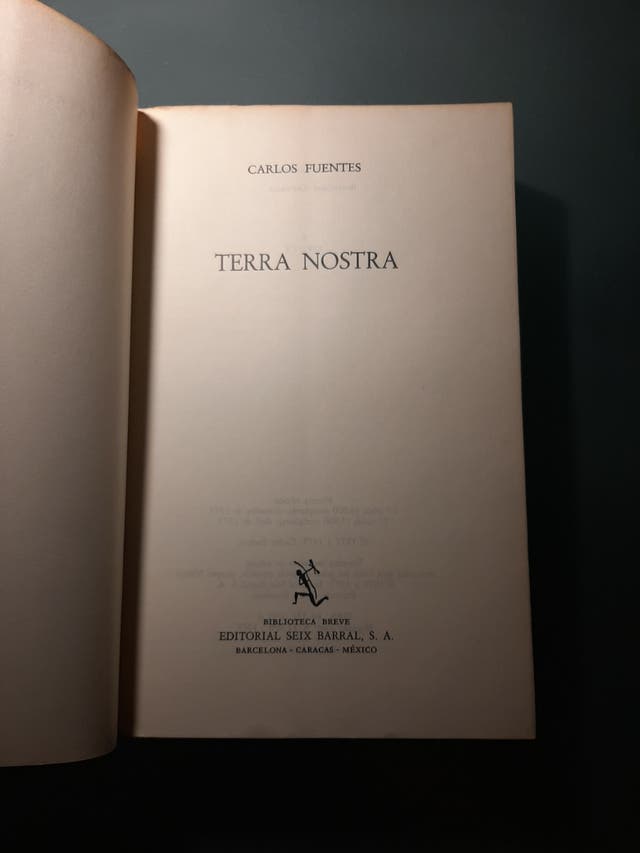 CARLOS FUENTES
TERRA NOSTRA
BIBLIOTECA BREVE
EDITORIAL SEIX BARRAL, S. A.
BARCELONA - CARACAS - MÉXICO